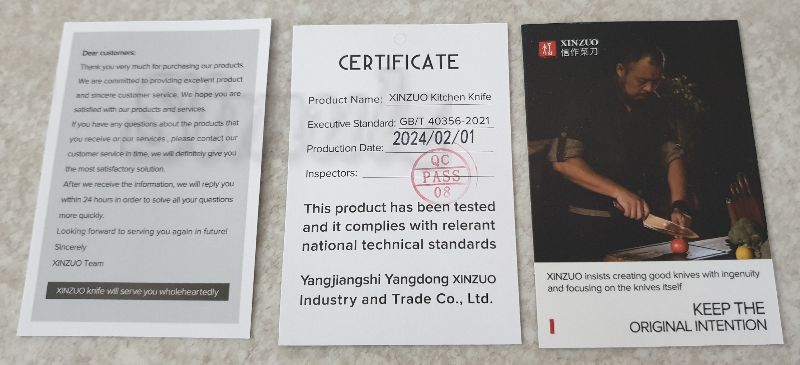 Dear customers:
Thank you very much for purchasing our products.
We are committed to providing excellent product
and sincere customer service. We hope you are
satisfied with our products and services.
If you have any questions about the products that
you receive or our services , please contact our
customer service in time, we will definitely give you
the most satisfactory solution.
After we receive the information, we will reply you
within 24 hours in order to solve all your questions
more quickly.
Looking forward to serving you again in future!
Sincerely
XINZUO Team
XINZUO knife will serve you wholeheartedly
CERTIFICATE
Product Name: XINZUO Kitchen Knife
Executive Standard: GB/T 40356-2021
Production Date: 2024/02/01
Inspectors:
QC
PASS
08
This product has been tested
and it complies with relerant
national technical standards
Yangjiangshi Yangdong XINZUO
Industry and Trade Co., Ltd.
XINZUO
信作菜刀
XINZUO insists creating good knives with ingenuity
and focusing on the knives itself
KEEP THE
ORIGINAL INTENTION